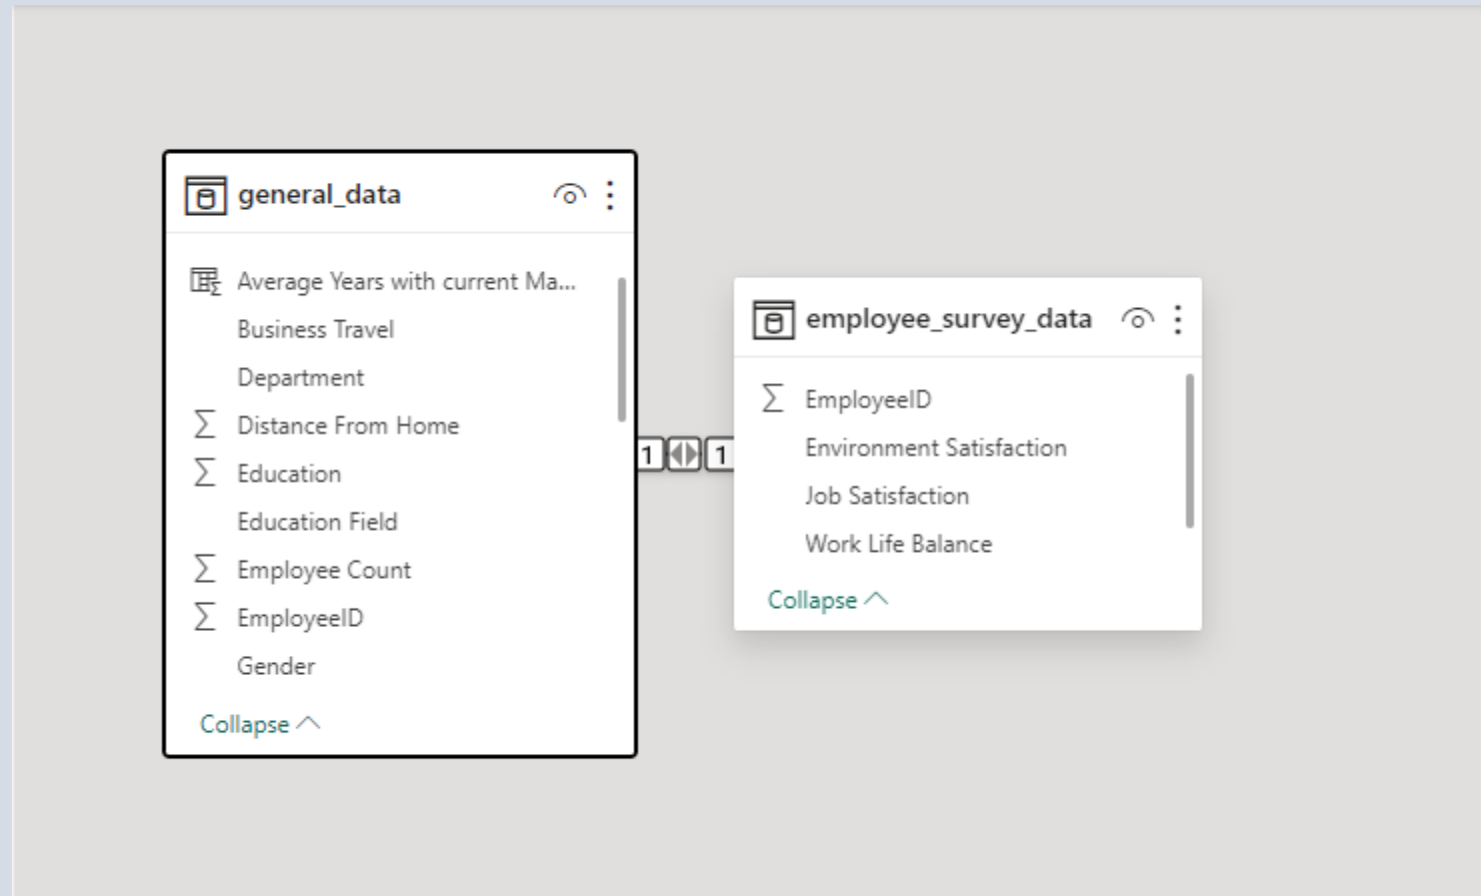 general_data
Average Years with current Ma...
Business Travel
Department
Distance From Home
Education
Education Field
Employee Count
EmployeeID
Gender
Collapse
1
1
employee_survey_data
EmployeeID
Environment Satisfaction
Job Satisfaction
Work Life Balance
Collapse